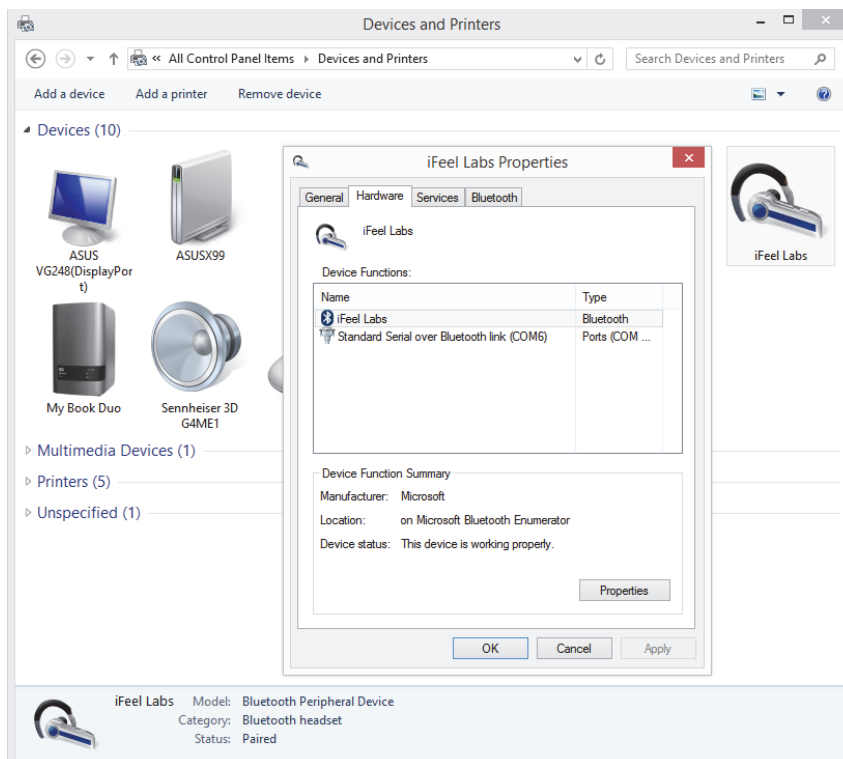 Devices and Printers
« All Control Panel Items Devices and Printers
Search Devices and Printers
Add a device Add a printer Remove device
Devices (10)
ASUS
VG248(DisplayPor
t)
ASUSX99
My Book Duo
Sennheiser 3D
G4ME1
iFeel Labs
Multimedia Devices (1)
Printers (5)
Unspecified (1)
iFeel Labs Properties
General Hardware Services Bluetooth
iFeel Labs
Device Functions:
Name Type
iFeel Labs Bluetooth
Standard Serial over Bluetooth link (COM6) Ports (COM ...
Device Function Summary
Manufacturer: Microsoft
Location: on Microsoft Bluetooth Enumerator
Device status: This device is working properly.
Properties
OK Cancel Apply
iFeel Labs Model: Bluetooth Peripheral Device
Category: Bluetooth headset
Status: Paired